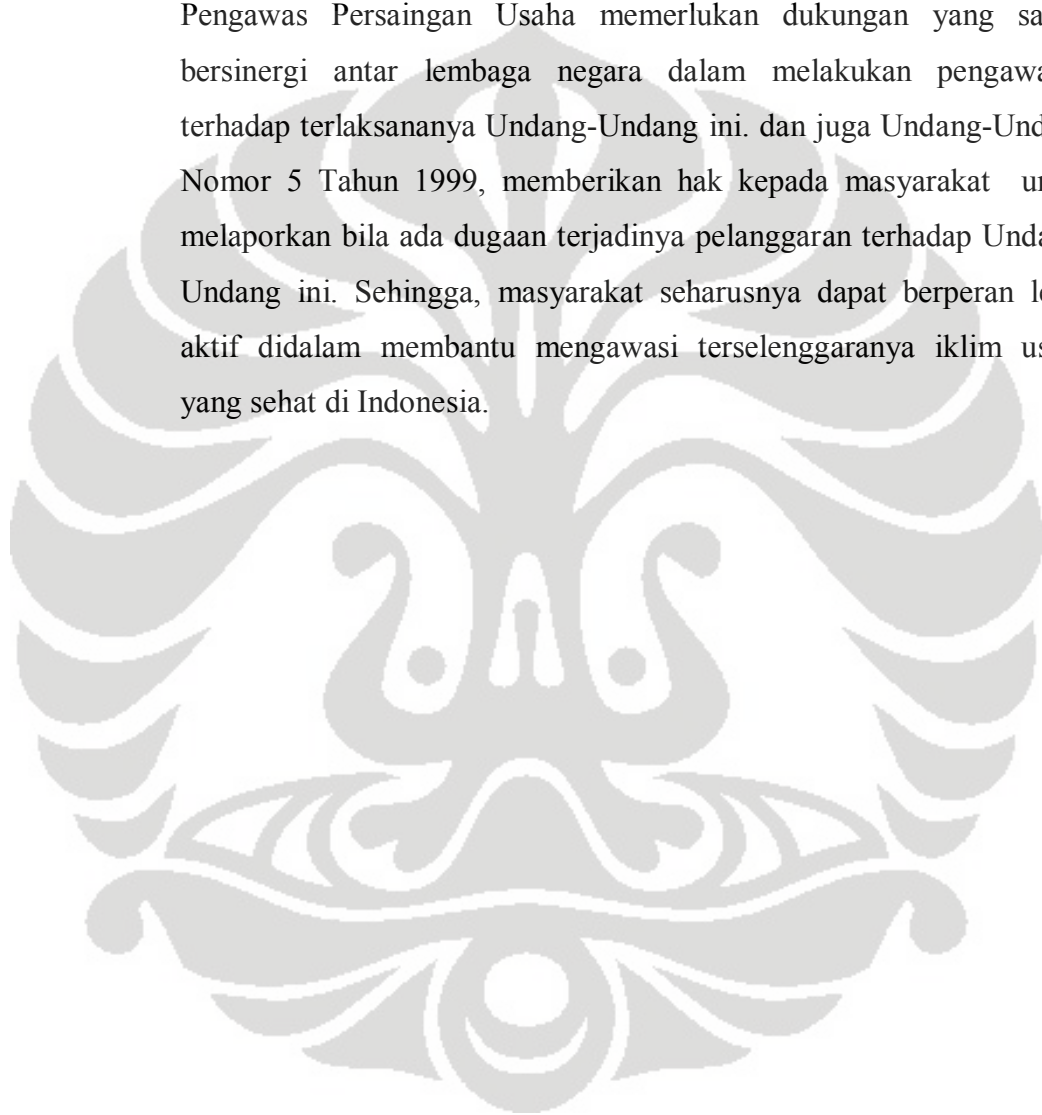 Pengawas Persaingan Usaha memerlukan dukungan yang sa
bersinergi antar lembaga negara dalam melakukan pengawa
terhadap terlaksananya Undang-Undang ini. dan juga Undang-Und
Nomor 5 Tahun 1999, memberikan hak kepada masyarakat u
melaporkan bila ada dugaan terjadinya pelanggaran terhadap Unda
Undang ini. Sehingga, masyarakat seharusnya dapat berperan le
aktif didalam membantu mengawasi terselenggaranya iklim us
yang sehat di Indonesia.